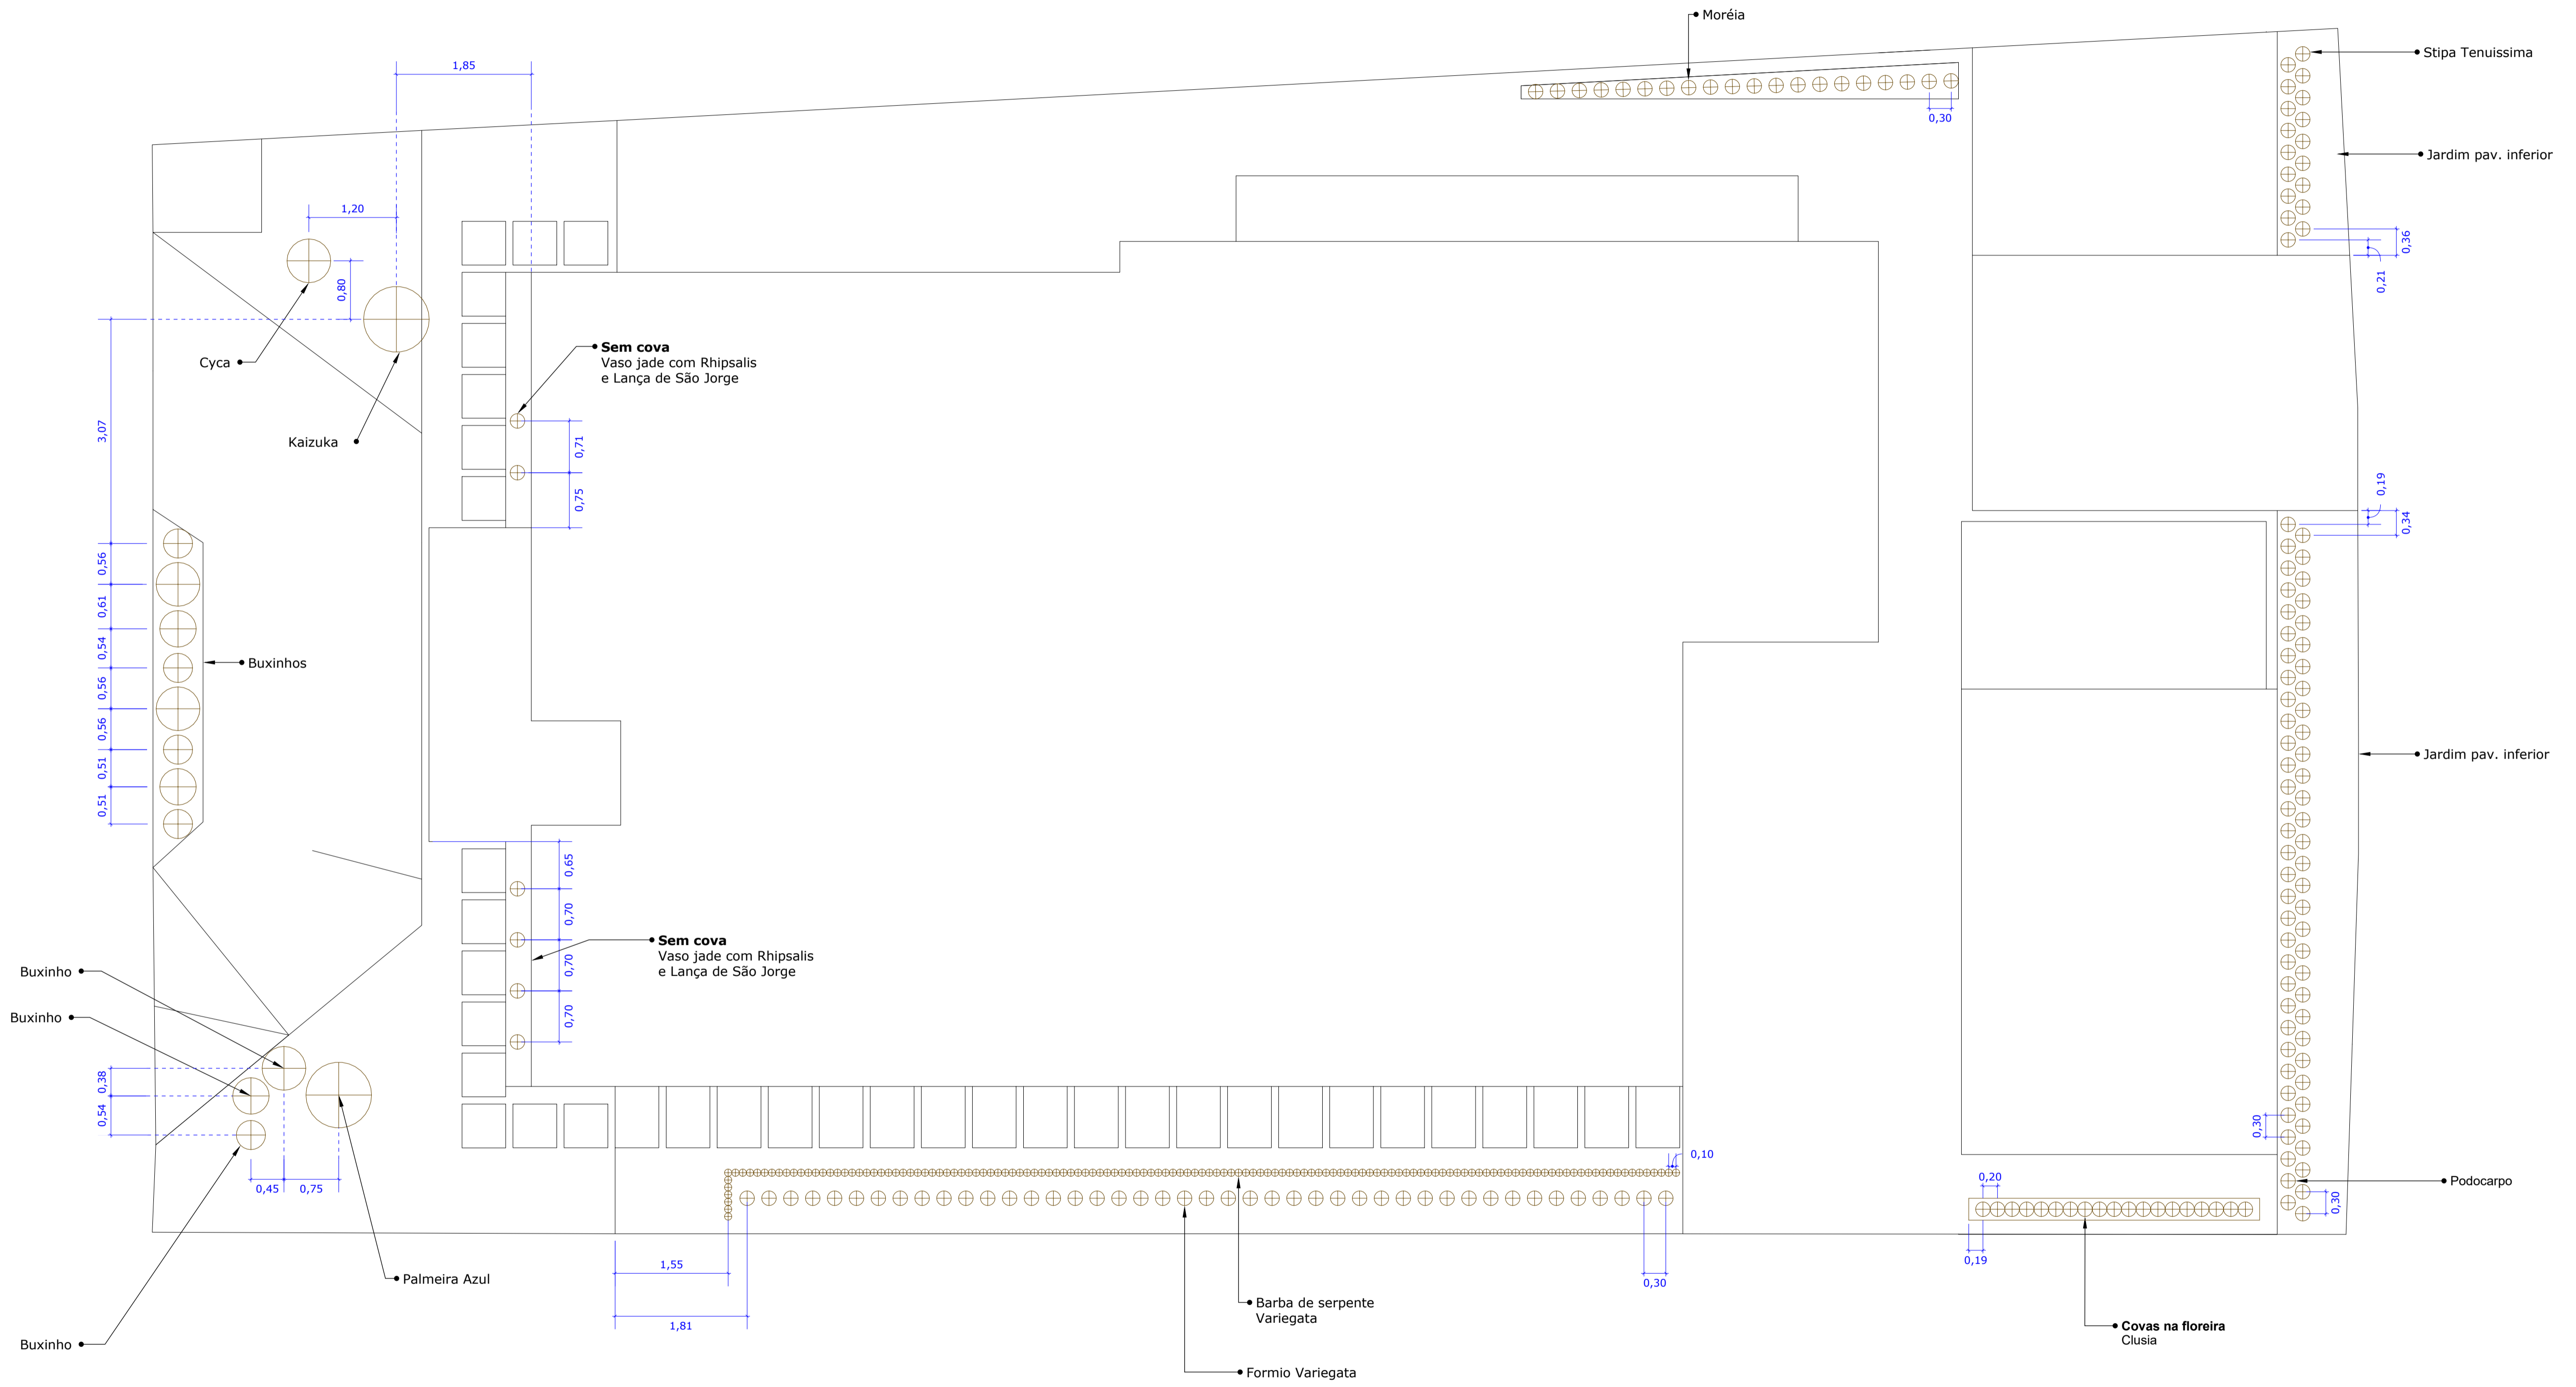 Moréia
Stipa Tenuissima
1,85
0,30
Jardim pav. inferior
1,20
0,36
0,21
0,80
Sem cova
Vaso jade com Rhipsalis
e Lança de São Jorge
Cyca
Kaizuka
3,07
0,71
0,75
0,19
0,34
0,56
0,61
0,54
0,56
0,56
0,51
0,51
Buxinhos
Jardim pav. inferior
0,65
0,70
0,70
0,70
Sem cova
Vaso jade com Rhipsalis
e Lança de São Jorge
Buxinho
Buxinho
0,38
0,54
0,30
0,10
0,20
Podocarpo
0,45
0,75
0,30
0,19
1,55
0,30
Palmeira Azul
Barba de serpente
Variegata
1,81
Covas na floreira
Clusia
Buxinho
Formio Variegata